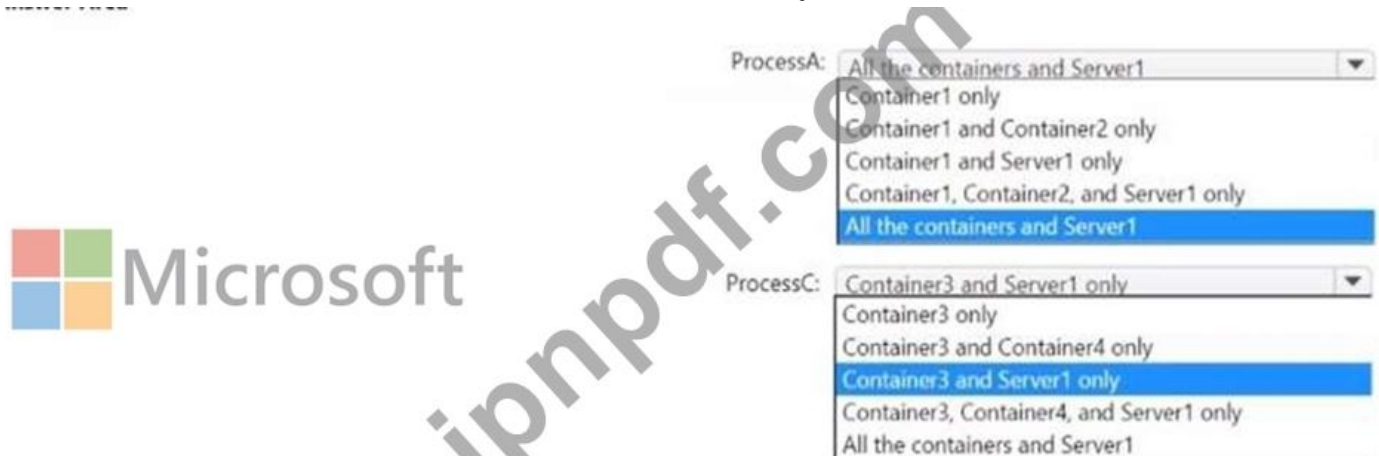 ProcessA: All the containers and Server1
Container1 only
Container1 and Container2 only
Container1 and Server1 only
Container1, Container2, and Server1 only
All the containers and Server1
Microsoft
ProcessC: Container3 and Server1 only
Container3 only
Container3 and Container4 only
Container3 and Server1 only
Container3, Container4, and Server1 only
All the containers and Server1
ipnpdf.com